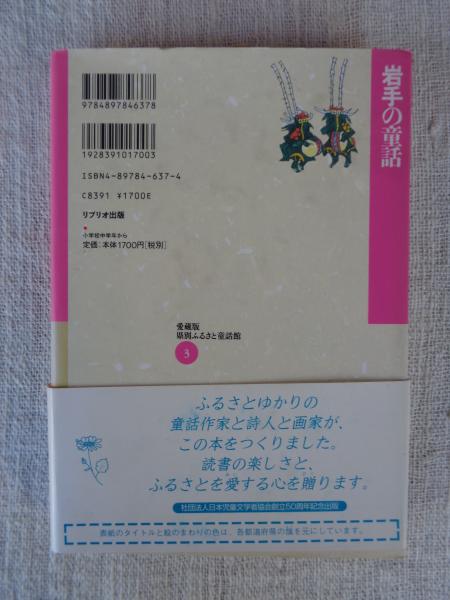 岩手の童話
9784897846378
1928391017003
ISBN4-89784-637-4
C8391 ¥1700E
リブリオ出版
小学校中学年から
定価:本体1700円[税別]
愛蔵版
県別ふるさと童話館
3
ふるさとゆかりの
童話作家と詩人と画家が、
この本をつくりました。
読書の楽しさと、
ふるさとを愛する心を贈ります。
社団法人日本児童文学者協会創立50周年記念出版
表紙のタイトルと絵のまわりの色は、各都道府県の旗を元にしています。